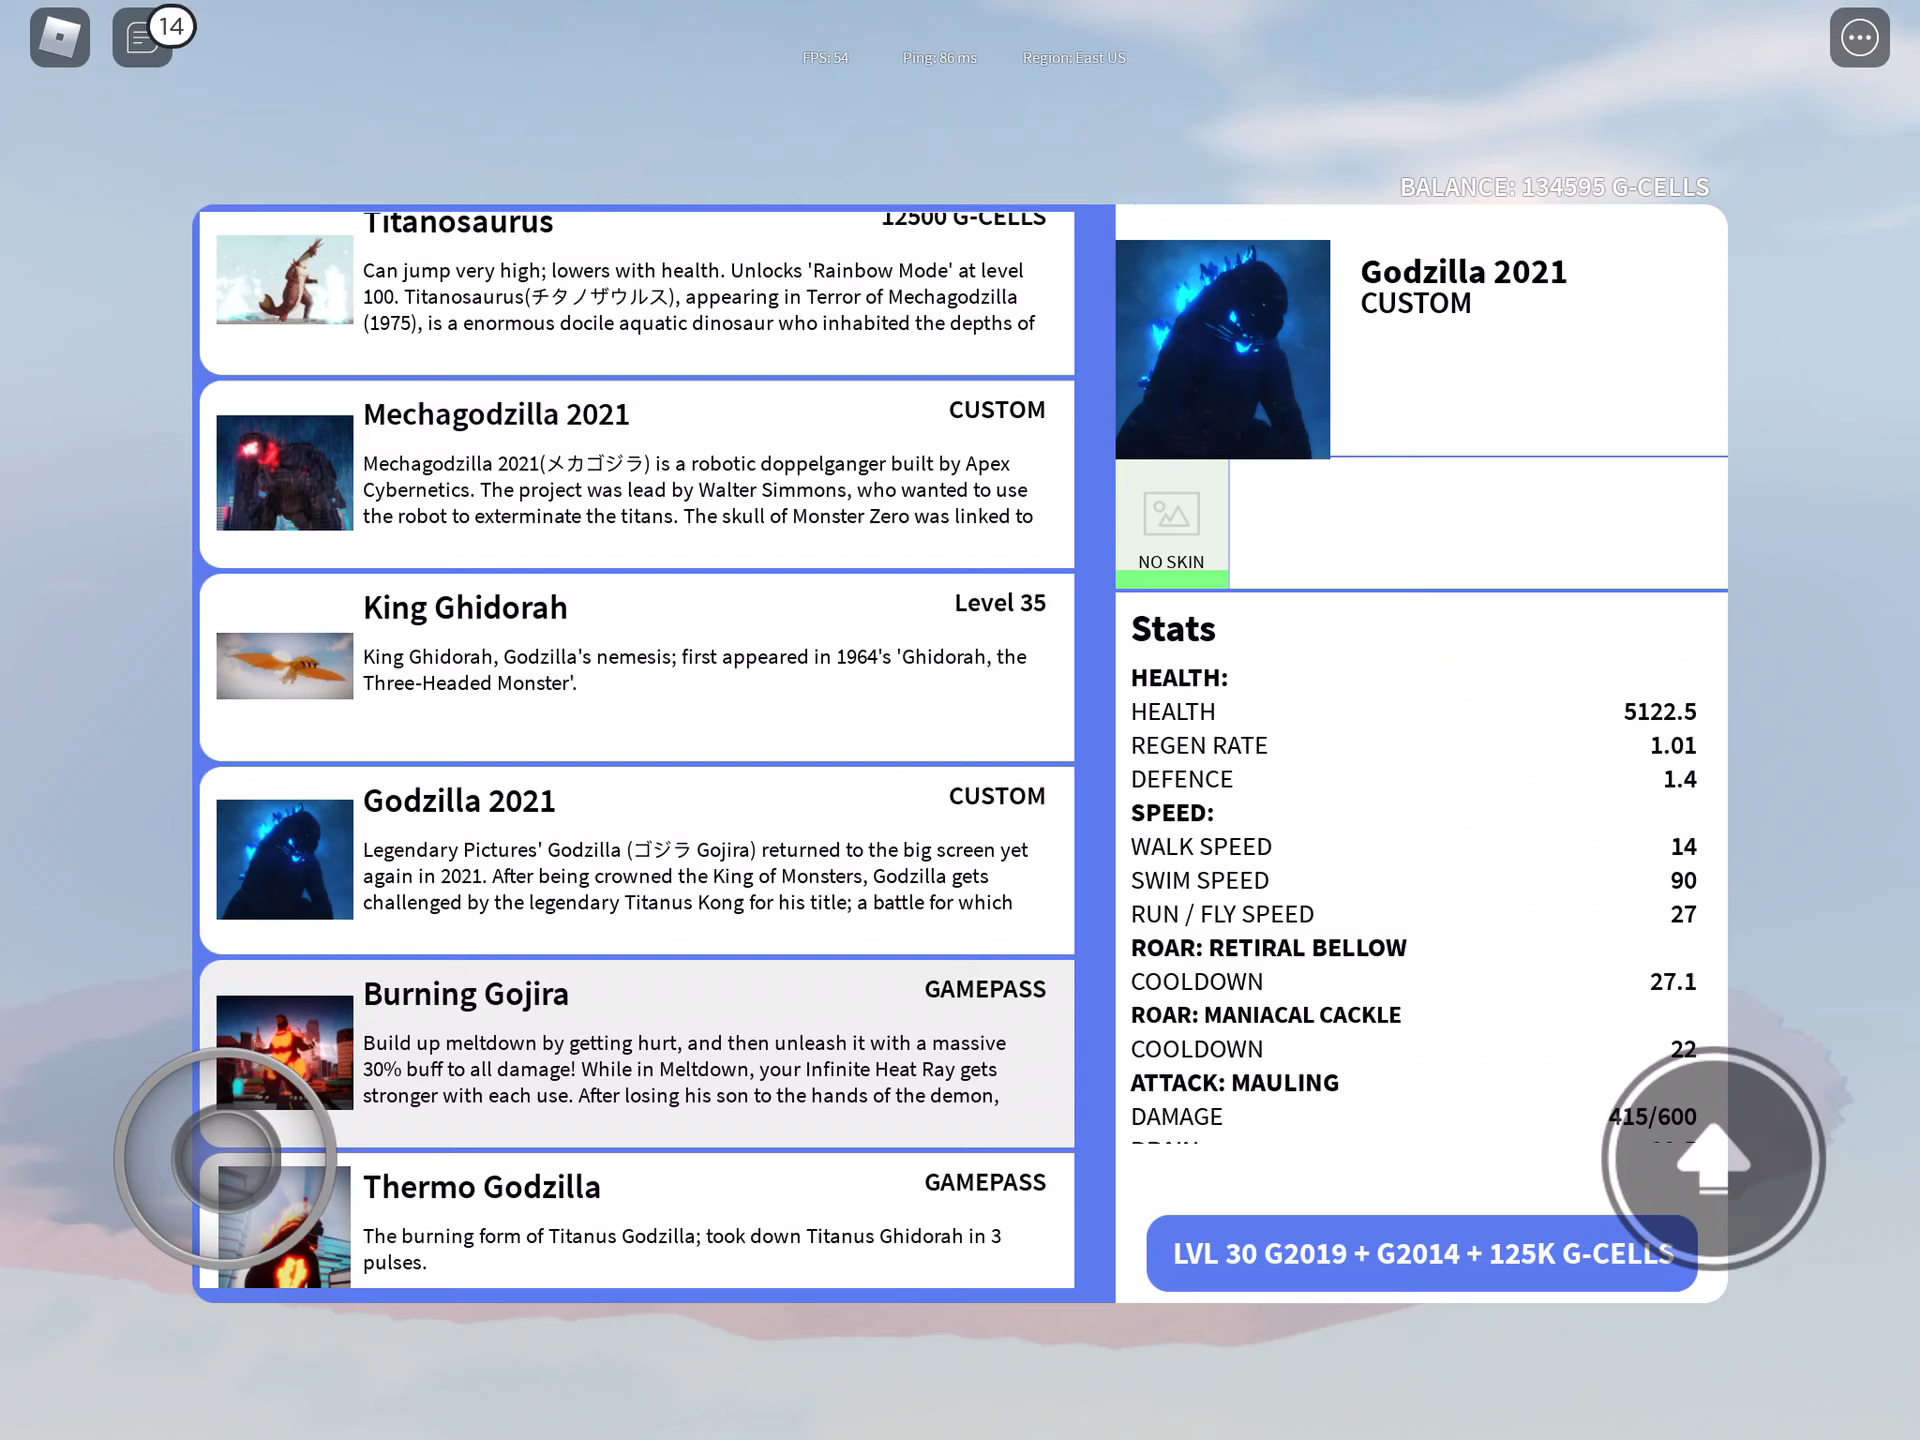 14
FPS: 54 Ping: 86 ms Region: East US
BALANCE: 134595 G-CELLS
Titanosaurus 12500 G-CELLS
Can jump very high; lowers with health. Unlocks 'Rainbow Mode' at level
100. Titanosaurus(チタノザウルス), appearing in Terror of Mechagodzilla
(1975), is a enormous docile aquatic dinosaur who inhabited the depths of
Mechagodzilla 2021 CUSTOM
Mechagodzilla 2021(メカゴジラ) is a robotic doppelganger built by Apex
Cybernetics. The project was lead by Walter Simmons, who wanted to use
the robot to exterminate the titans. The skull of Monster Zero was linked to
King Ghidorah Level 35
King Ghidorah, Godzilla's nemesis; first appeared in 1964's 'Ghidorah, the
Three-Headed Monster'.
Godzilla 2021 CUSTOM
Legendary Pictures' Godzilla (ゴジラ Gojira) returned to the big screen yet
again in 2021. After being crowned the King of Monsters, Godzilla gets
challenged by the legendary Titanus Kong for his title; a battle for which
Burning Gojira GAMEPASS
Build up meltdown by getting hurt, and then unleash it with a massive
30% buff to all damage! While in Meltdown, your Infinite Heat Ray gets
stronger with each use. After losing his son to the hands of the demon,
Thermo Godzilla GAMEPASS
The burning form of Titanus Godzilla; took down Titanus Ghidorah in 3
pulses.
Godzilla 2021
CUSTOM
NO SKIN
Stats
HEALTH:
HEALTH 5122.5
REGEN RATE 1.01
DEFENCE 1.4
SPEED:
WALK SPEED 14
SWIM SPEED 90
RUN / FLY SPEED 27
ROAR: RETIRAL BELLOW
COOLDOWN 27.1
ROAR: MANIACAL CACKLE
COOLDOWN 22
ATTACK: MAULING
DAMAGE 415/600
LVL 30 G2019 + G2014 + 125K G-CELLS